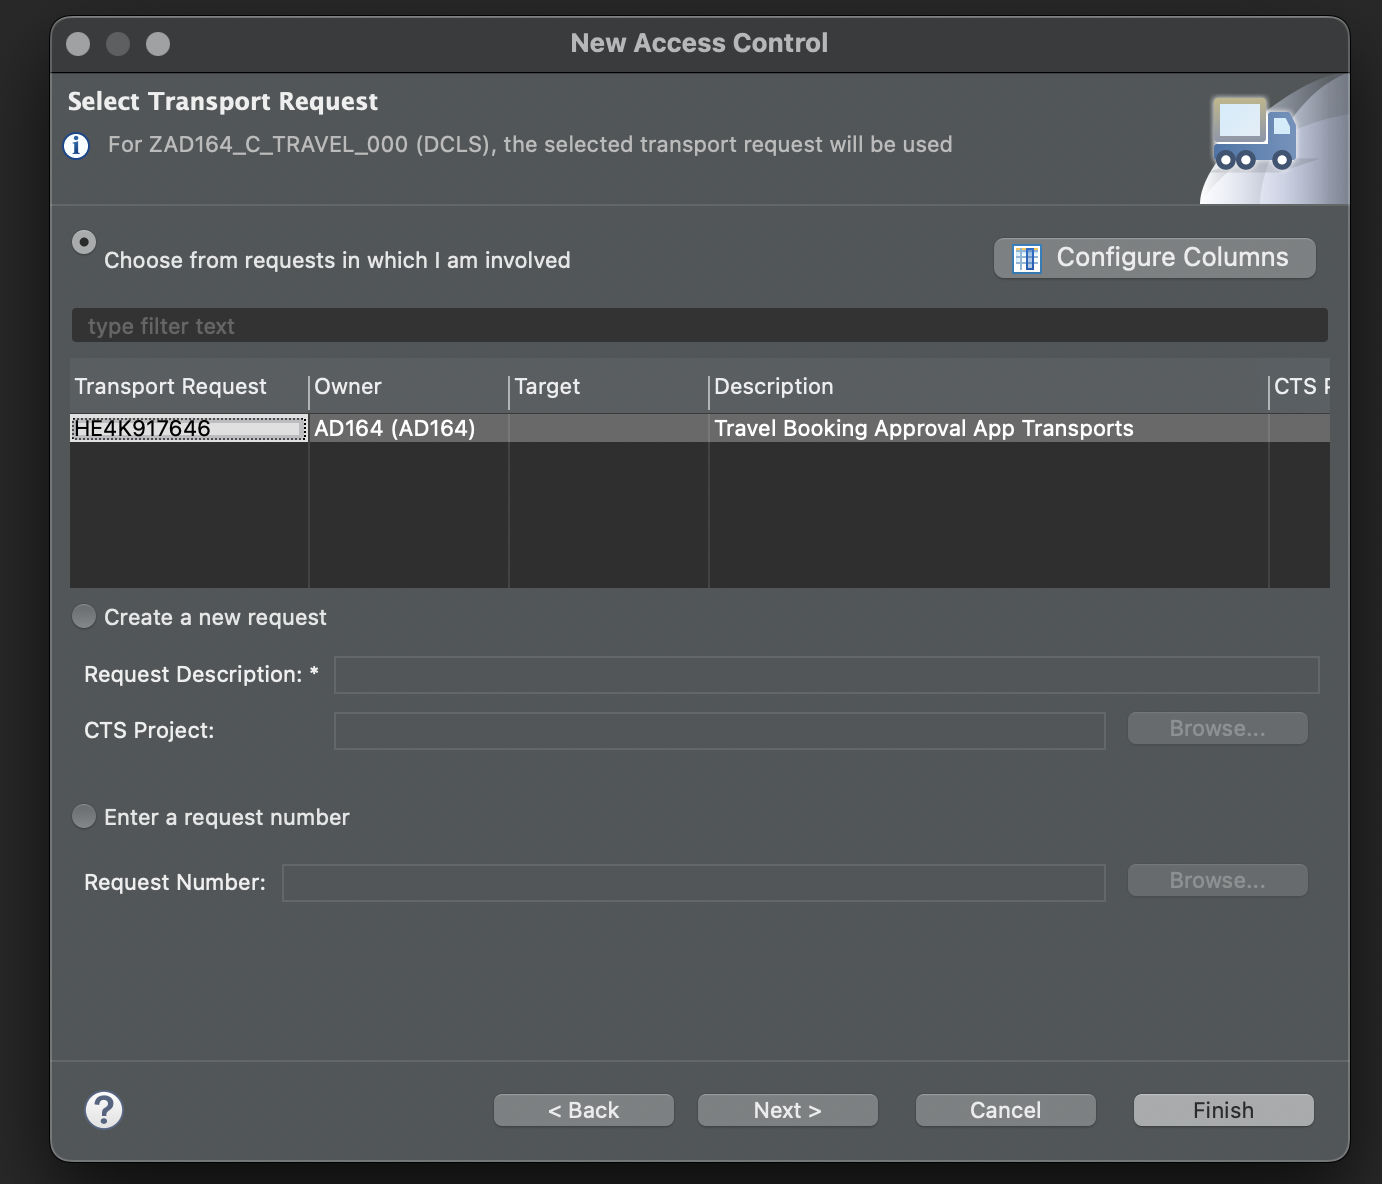 New Access Control
Select Transport Request
For ZAD164_C_TRAVEL_000 (DCLS), the selected transport request will be used
Choose from requests in which I am involved
Configure Columns
type filter text
Transport Request Owner Target Description CTS
HE4K917646 AD164 (AD164) Travel Booking Approval App Transports
Create a new request
Request Description: *
CTS Project:
Browse...
Enter a request number
Request Number:
Browse...
? < Back Next > Cancel Finish